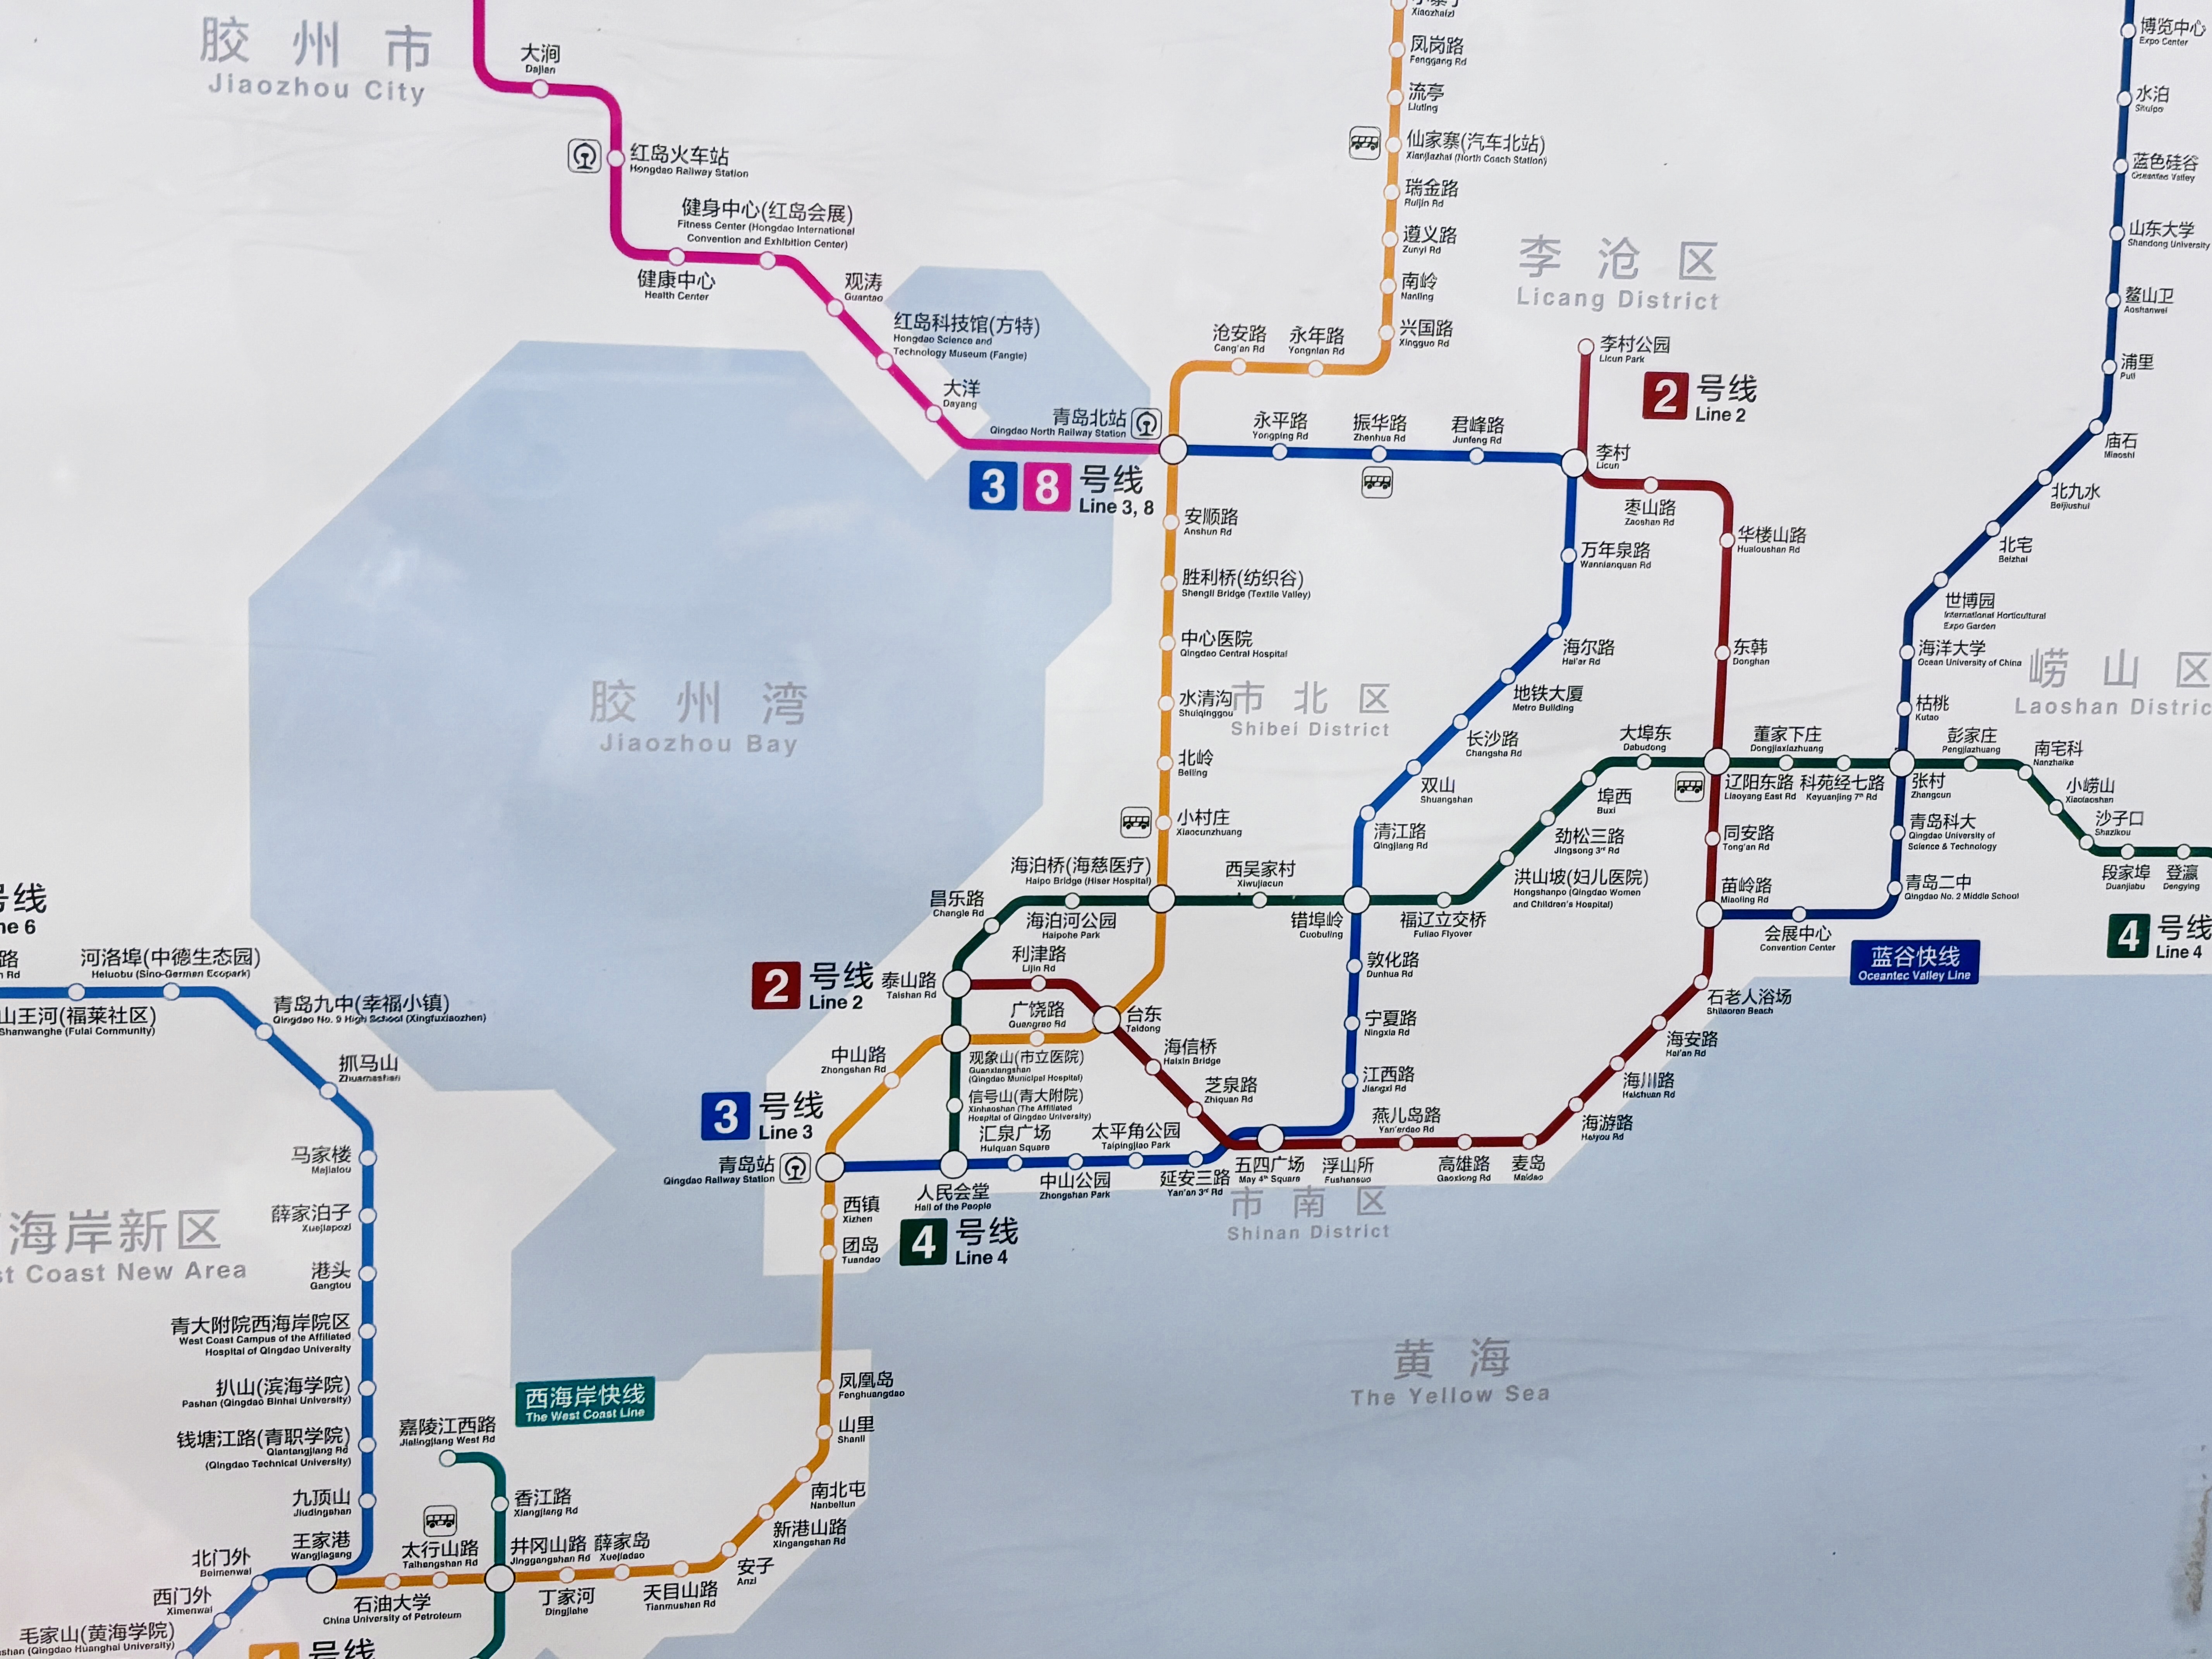 胶州市
Jiaozhou City
大涧
Dajian
红岛火车站
Hongdao Railway Station
健身中心(红岛会展)
Fitness Center (Hongdao International
Convention and Exhibition Center)
健康中心
Health Center
观涛
Guantao
红岛科技馆(方特)
Hongdao Science and
Technology Museum (Fangte)
大洋
Dayang
青岛北站
Qingdao North Railway Station
3 8 号线
Line 3, 8
Xiaozhaizi
凤岗路
Fenggang Rd
流亭
Liuting
仙家寨(汽车北站)
Xianjiazhai (North Coach Station)
瑞金路
Ruijin Rd
遵义路
Zunyi Rd
南岭
Nanling
兴国路
Xingguo Rd
永年路
Yongnian Rd
沧安路
Cang'an Rd
李沧区
Licang District
李村公园
Licun Park
2 号线
Line 2
永平路
Yongping Rd
振华路
Zhenhua Rd
君峰路
Junfeng Rd
李村
Licun
枣山路
Zaoshan Rd
华楼山路
Hualoushan Rd
东韩
Donghan
博览中心
Expo Center
水泊
Shuipo
蓝色硅谷
Oceantec Valley
山东大学
Shandong University
鳌山卫
Aoshanwei
浦里
Puli
庙石
Miaoshi
北九水
Beijiushui
北宅
Beizhai
世博园
International Horticultural
Expo Garden
海洋大学
Ocean University of China
枯桃
Kutao
崂山区
Laoshan Distric
安顺路
Anshun Rd
胜利桥(纺织谷)
Shengli Bridge (Textile Valley)
中心医院
Qingdao Central Hospital
水清沟
Shuiqinggou
北岭
Beiling
小村庄
Xiaocunzhuang
胶州湾
Jiaozhou Bay
市北区
Shibei District
万年泉路
Wannianquan Rd
海尔路
Hai'er Rd
地铁大厦
Metro Building
长沙路
Changsha Rd
双山
Shuangshan
清江路
Qingjiang Rd
大埠东
Dabudong
埠西
Buxi
劲松三路
Jingsong 3rd Rd
洪山坡(妇儿医院)
Hongshanpo (Qingdao Women
and Children's Hospital)
董家下庄
Dongjiaxiazhuang
辽阳东路
Liaoyang East Rd
科苑经七路
Keyuanjing 7th Rd
张村
Zhangcun
彭家庄
Pengjiazhuang
南宅科
Nanzhaike
小崂山
Xiaolaoshan
沙子口
Shazikou
段家埠
Duanjiabu
登瀛
Dengying
4 号线
Line 4
同安路
Tong'an Rd
苗岭路
Miaoling Rd
青岛科大
Qingdao University of
Science & Technology
青岛二中
Qingdao No. 2 Middle School
会展中心
Convention Center
蓝谷快线
Oceantec Valley Line
海泊桥(海慈医疗)
Haipo Bridge (Hiser Hospital)
西吴家村
Xiwujiacun
昌乐路
Changle Rd
海泊河公园
Haipohe Park
错埠岭
Cuobuling
福辽立交桥
Fuliao Flyover
2 号线
Line 2
泰山路
Taishan Rd
利津路
Lijin Rd
广饶路
Guangrao Rd
台东
Taidong
敦化路
Dunhua Rd
宁夏路
Ningxia Rd
江西路
Jiangxi Rd
石老人浴场
Shilaoren Beach
海安路
Hai'an Rd
海川路
Haichuan Rd
海游路
Haiyou Rd
海信桥
Haixin Bridge
芝泉路
Zhiquan Rd
燕儿岛路
Yan'erdao Rd
中山路
Zhongshan Rd
观象山(市立医院)
Guanxiangshan
(Qingdao Municipal Hospital)
信号山(青大附院)
Xinhaoshan (The Affiliated
Hospital of Qingdao University)
3 号线
Line 3
青岛站
Qingdao Railway Station
汇泉广场
Huiquan Square
太平角公园
Taipingjiao Park
人民会堂
Hall of the People
中山公园
Zhongshan Park
延安三路
Yan'an 3rd Rd
五四广场
May 4th Square
浮山所
Fushansuo
高雄路
Gaoxiong Rd
麦岛
Maidao
市南区
Shinan District
4 号线
Line 4
西镇
Xizhen
团岛
Tuandao
黄海
The Yellow Sea
号线
ne 6
路
n Rd
河洛埠(中德生态园)
Heluobu (Sino-German Ecopark)
山王河(福莱社区)
Shanwanghe (Fulai Community)
青岛九中(幸福小镇)
Qingdao No. 9 High School (Xingfuxiaozhen)
抓马山
Zhuamashan
马家楼
Majialou
薛家泊子
Xuejiapozi
海岸新区
st Coast New Area
港头
Gangtou
青大附院西海岸院区
West Coast Campus of the Affiliated
Hospital of Qingdao University
扒山(滨海学院)
Pashan (Qingdao Binhai University)
钱塘江路(青职学院)
Qiantangjiang Rd
(Qingdao Technical University)
九顶山
Jiudingshan
王家港
Wangjiagang
北门外
Beimenwai
西门外
Ximenwai
毛家山(黄海学院)
shan (Qingdao Huanghai University)
西海岸快线
The West Coast Line
嘉陵江西路
Jialingjiang West Rd
香江路
Xiangjiang Rd
太行山路
Taihangshan Rd
井冈山路
Jinggangshan Rd
薛家岛
Xuejiadao
石油大学
China University of Petroleum
丁家河
Dingjiahe
天目山路
Tianmushan Rd
安子
Anzi
新港山路
Xingangshan Rd
南北屯
Nanbeitun
山里
Shanli
凤凰岛
Fenghuangdao
1 号线